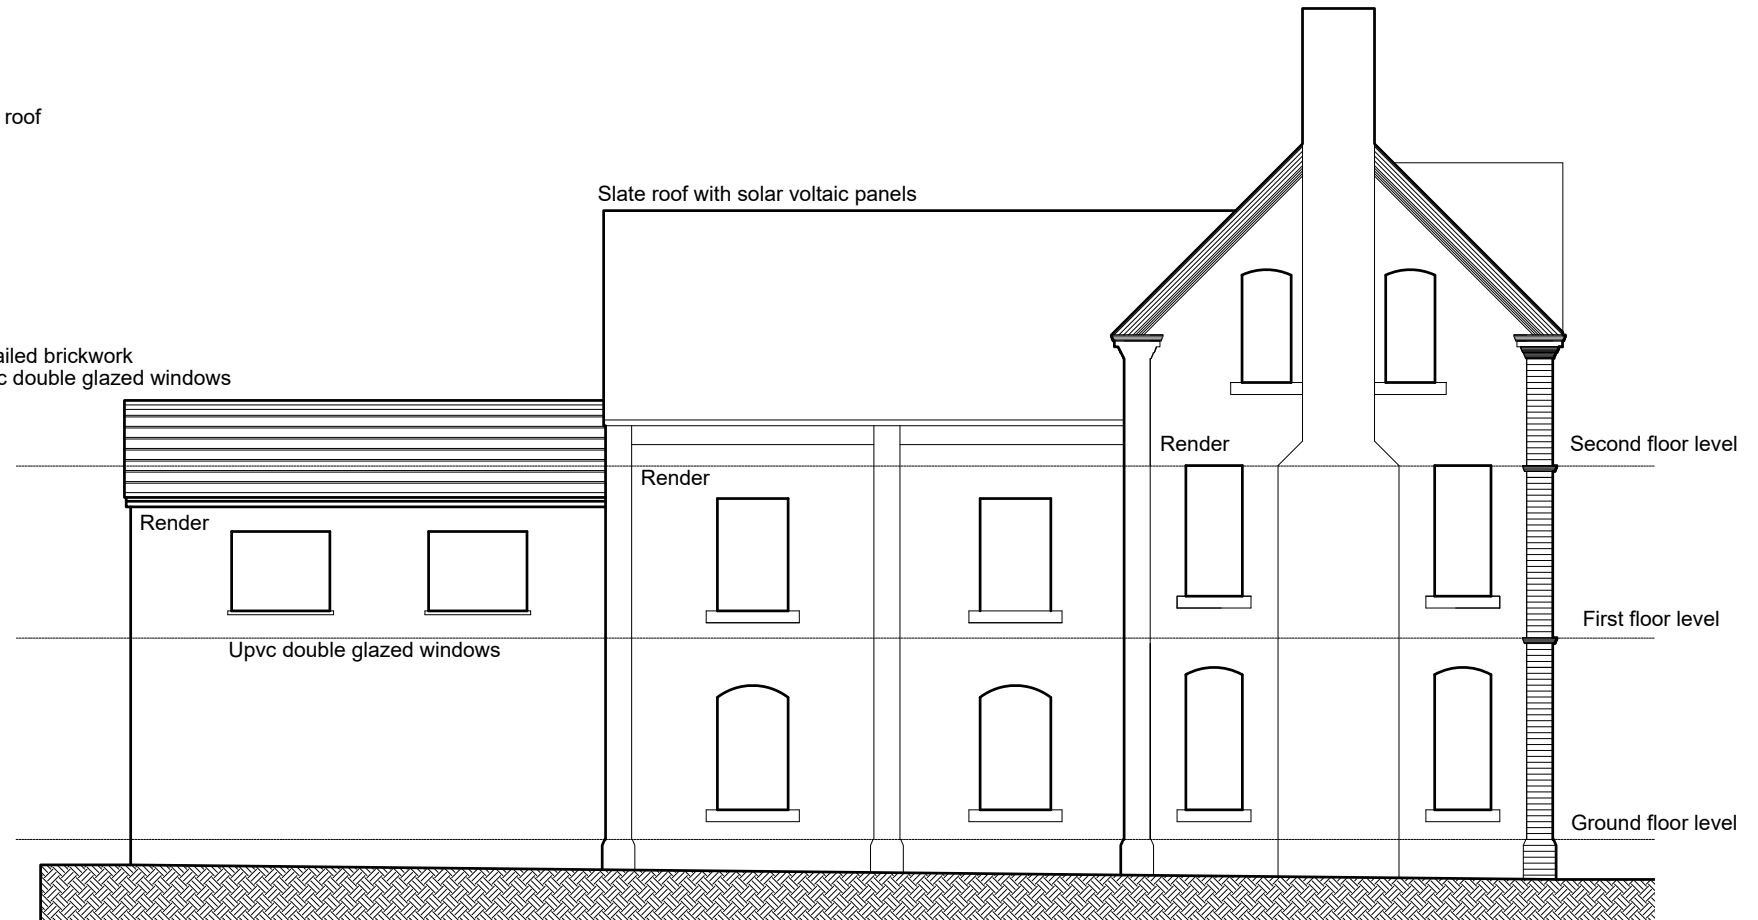 roof
Slate roof with solar voltaic panels
ailed brickwork
c double glazed windows
Render
Second floor level
Render
Render
First floor level
Upvc double glazed windows
Ground floor level